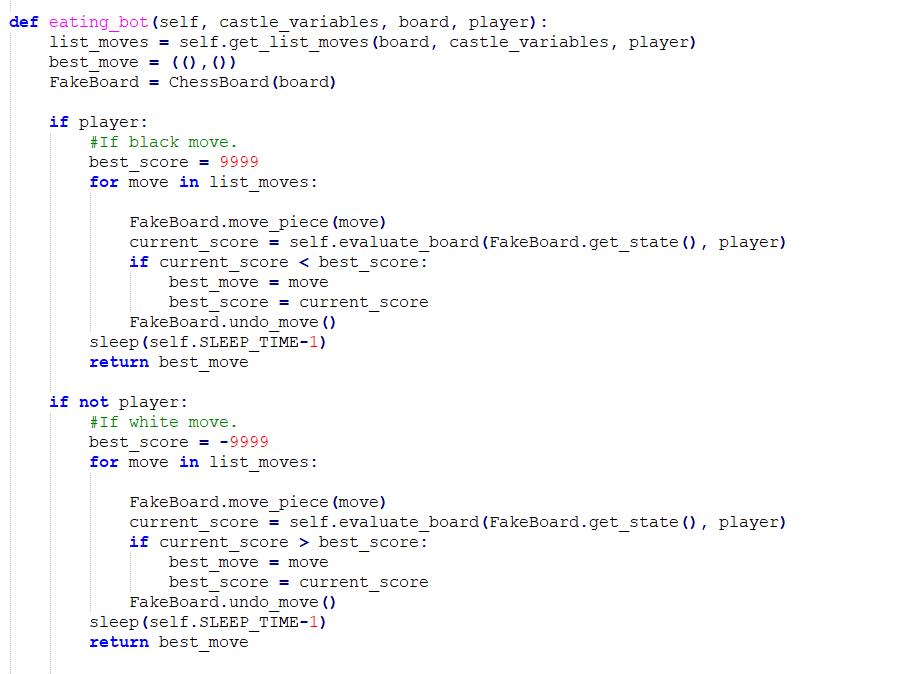 def eating_bot(self, castle_variables, board, player):
    list_moves = self.get_list_moves(board, castle_variables, player)
    best_move = ((),())
    FakeBoard = ChessBoard(board)

    if player:
        #If black move.
        best_score = 9999
        for move in list_moves:

            FakeBoard.move_piece(move)
            current_score = self.evaluate_board(FakeBoard.get_state(), player)
            if current_score < best_score:
                best_move = move
                best_score = current_score
            FakeBoard.undo_move()
        sleep(self.SLEEP_TIME-1)
        return best_move

    if not player:
        #If white move.
        best_score = -9999
        for move in list_moves:

            FakeBoard.move_piece(move)
            current_score = self.evaluate_board(FakeBoard.get_state(), player)
            if current_score > best_score:
                best_move = move
                best_score = current_score
            FakeBoard.undo_move()
        sleep(self.SLEEP_TIME-1)
        return best_move